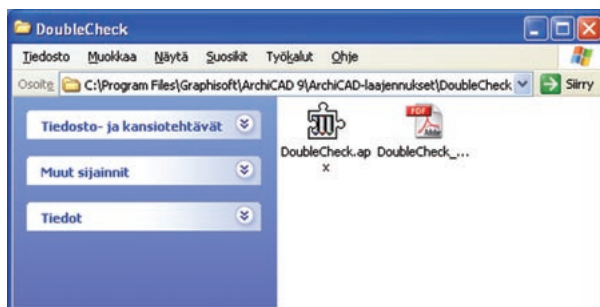 DoubleCheck
Tiedosto Muokkaa Näytä Suosikit Työkalut Ohje
Osoite C:\Program Files\Graphisoft\ArchiCAD 9\ArchiCAD-laajennukset\DoubleCheck Siirry
Tiedosto- ja kansiotehtävät
Muut sijainnit
Tiedot
PDF
Adobe
DoubleCheck.ap DoubleCheck_...
x